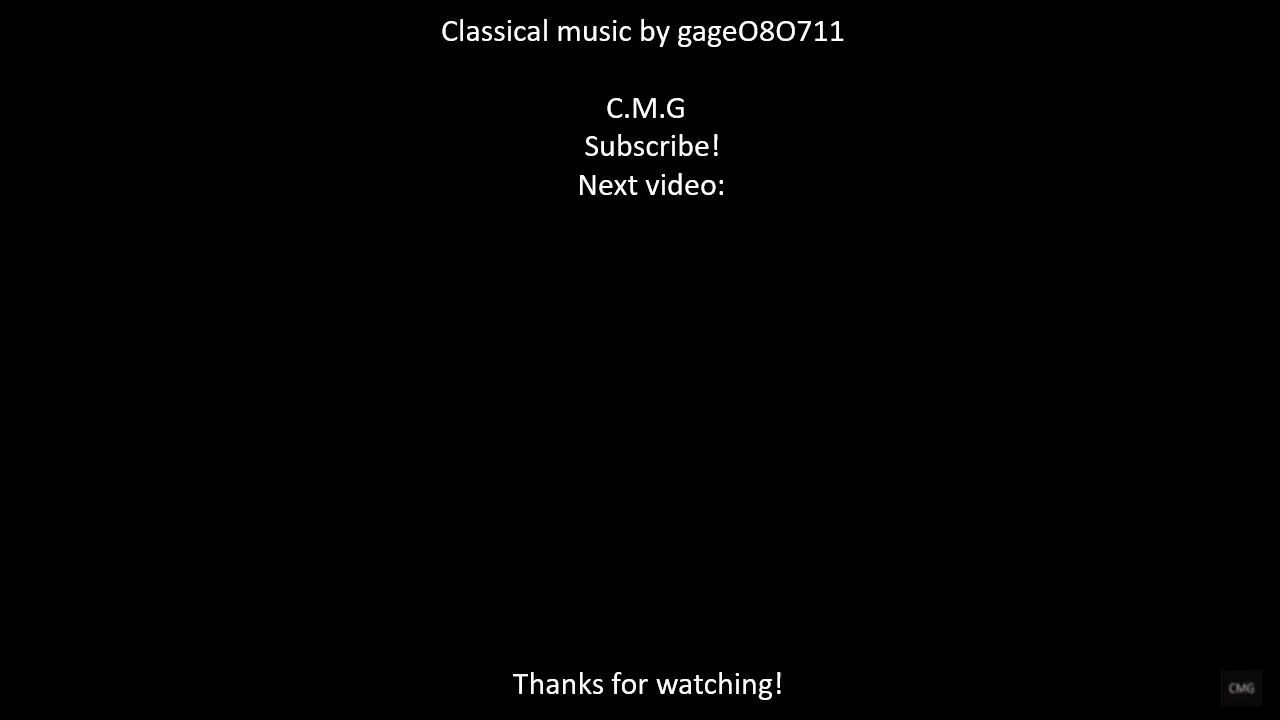 Classical music by gageO8O711
C.M.G
Subscribe!
Next video:
Thanks for watching!
CMG